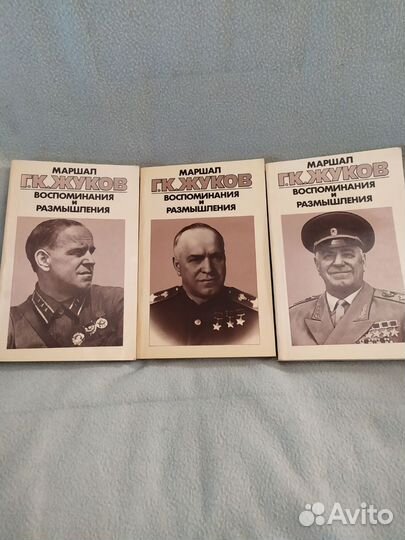 МАРШАЛ
Г.К.ЖУКОВ
ВОСПОМИНАНИЯ
И
РАЗМЫШЛЕНИЯ
МАРШАЛ
Г.К.ЖУКОВ
ВОСПОМИНАНИЯ
И
РАЗМЫШЛЕНИЯ
МАРШАЛ
Г.К.ЖУКОВ
ВОСПОМИНАНИЯ
И
РАЗМЫШЛЕНИЯ
Avito